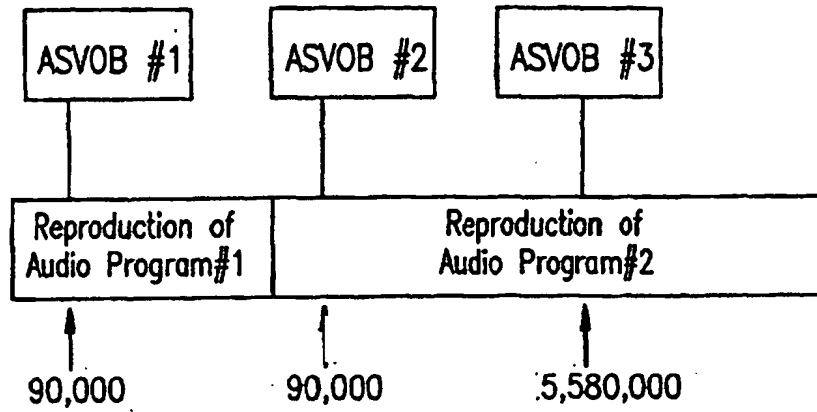 ASVOB #1
ASVOB #2
ASVOB #3
Reproduction of
Audio Program#1
Reproduction of
Audio Program#2
90,000
90,000
5,580,000